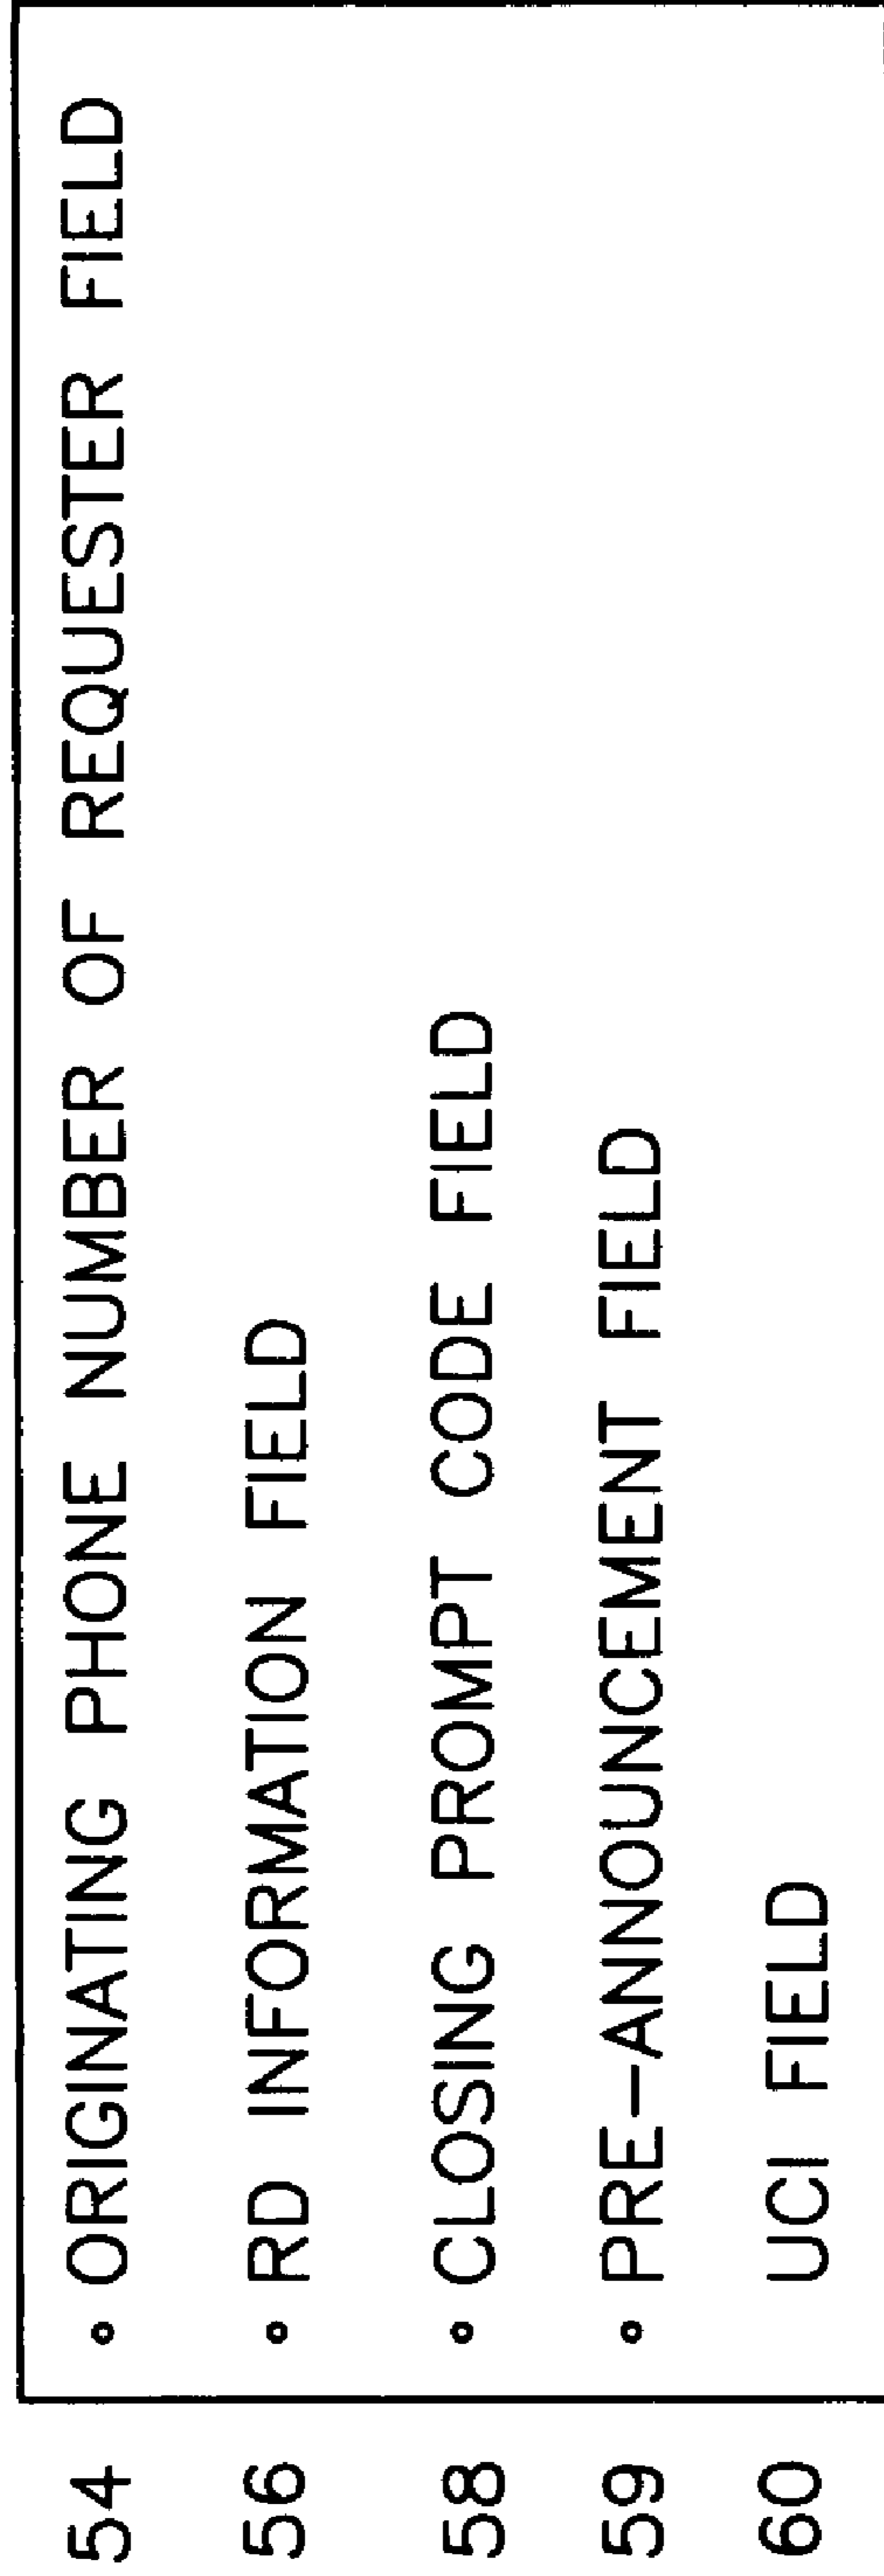 54 • ORIGINATING PHONE NUMBER OF REQUESTER FIELD
56 • RD INFORMATION FIELD
58 • CLOSING PROMPT CODE FIELD
59 • PRE-ANNOUNCEMENT FIELD
60 UCI FIELD